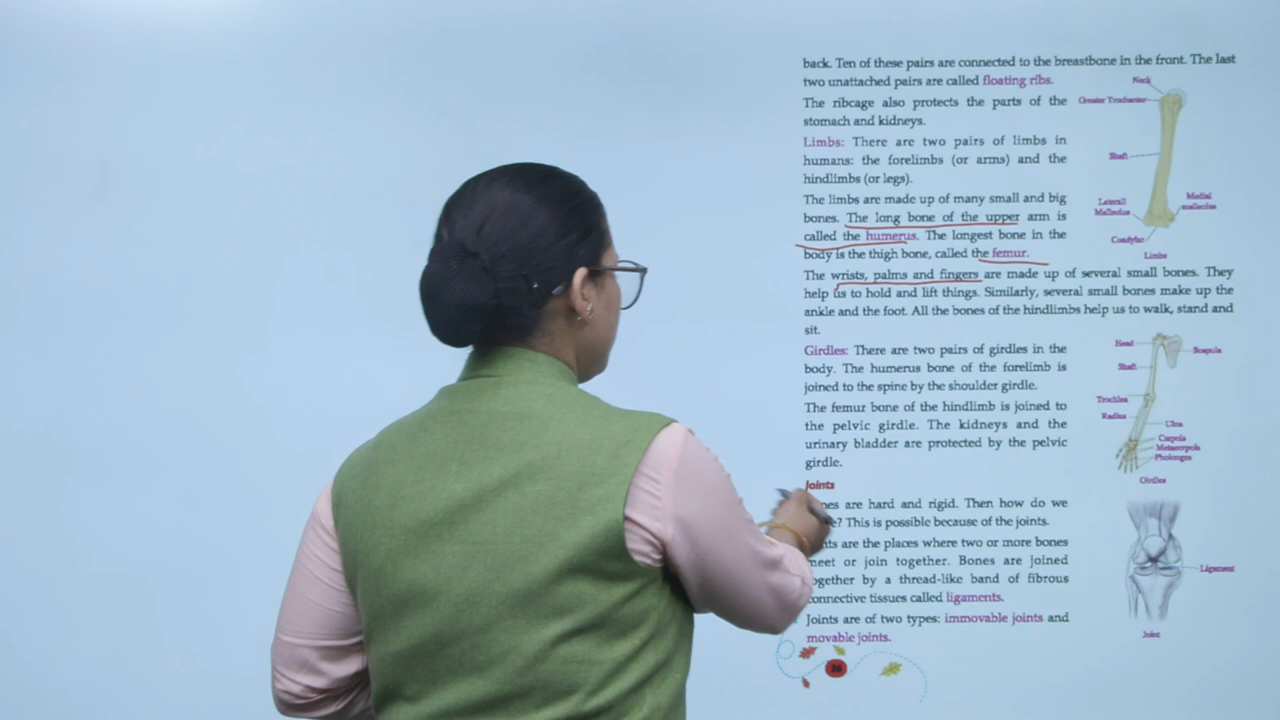 back. Ten of these pairs are connected to the breastbone in the front. The last
two unattached pairs are called floating ribs.
The ribcage also protects the parts of the
stomach and kidneys.
Limbs: There are two pairs of limbs in
humans: the forelimbs (or arms) and the
hindlimbs (or legs).
The limbs are made up of many small and big
bones. The long bone of the upper arm is
called the humerus. The longest bone in the
body is the thigh bone, called the femur.
Neck
Greater Trochanter
Shaft
Laterall
Malleolus
Medial
malleolus
Condylar
Limbs
The wrists, palms and fingers are made up of several small bones. They
help us to hold and lift things. Similarly, several small bones make up the
ankle and the foot. All the bones of the hindlimbs help us to walk, stand and
sit.
Girdles: There are two pairs of girdles in the
body. The humerus bone of the forelimb is
joined to the spine by the shoulder girdle.
The femur bone of the hindlimb is joined to
the pelvic girdle. The kidneys and the
urinary bladder are protected by the pelvic
girdle.
Head
Scapula
Shaft
Trochlea
Radius
Ulna
Carpola
Metacarpola
Pholonges
Girdles
Joints
are hard and rigid. Then how do we
? This is possible because of the joints.
are the places where two or more bones
meet or join together. Bones are joined
together by a thread-like band of fibrous
connective tissues called ligaments.
Joints are of two types: immovable joints and
movable joints.
Ligament
Joint